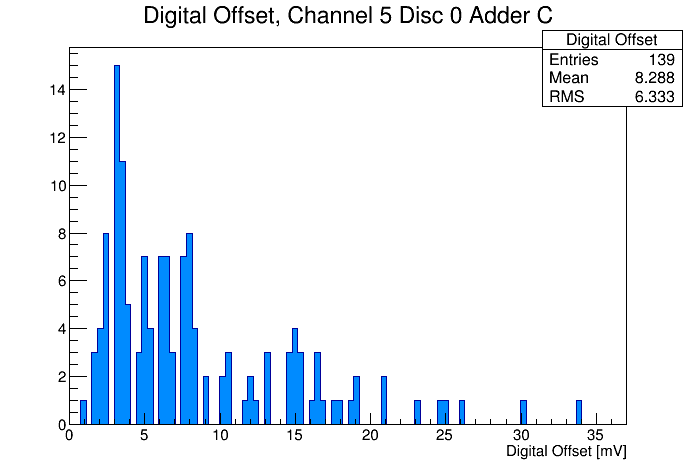 Digital Offset, Channel 5 Disc 0 Adder C
Digital Offset
Entries 139
Mean 8.288
RMS 6.333
14
12
10
8
6
4
2
0
0 5 10 15 20 25 30 35
Digital Offset [mV]